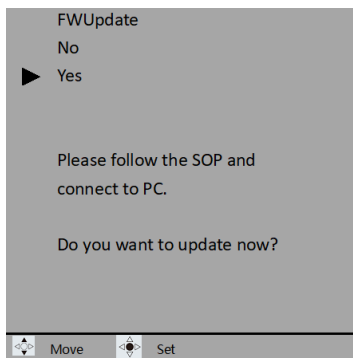 FWUpdate
No
Yes
Please follow the SOP and
connect to PC.
Do you want to update now?
Move Set